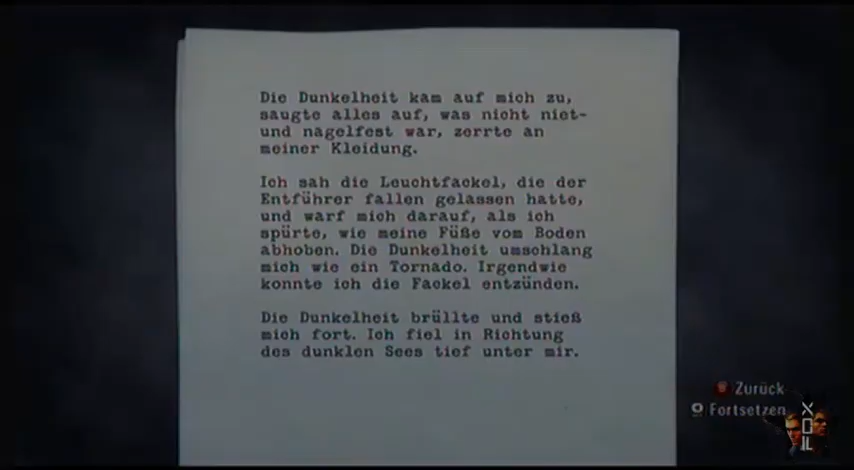 Die Dunkelheit kam auf mich zu,
saugte alles auf, was nicht niet-
und nagelfest war, zerrte an
meiner Kleidung.
Ich sah die Leuchtfackel, die der
Entführer fallen gelassen hatte,
und warf mich darauf, als ich
spürte, wie meine Füße vom Boden
abhoben. Die Dunkelheit umschlang
mich wie ein Tornado. Irgendwie
konnte ich die Fackel entzünden.
Die Dunkelheit brüllte und stieß
mich fort. Ich fiel in Richtung
des dunklen Sees tief unter mir.
Zurück
Fortsetzen